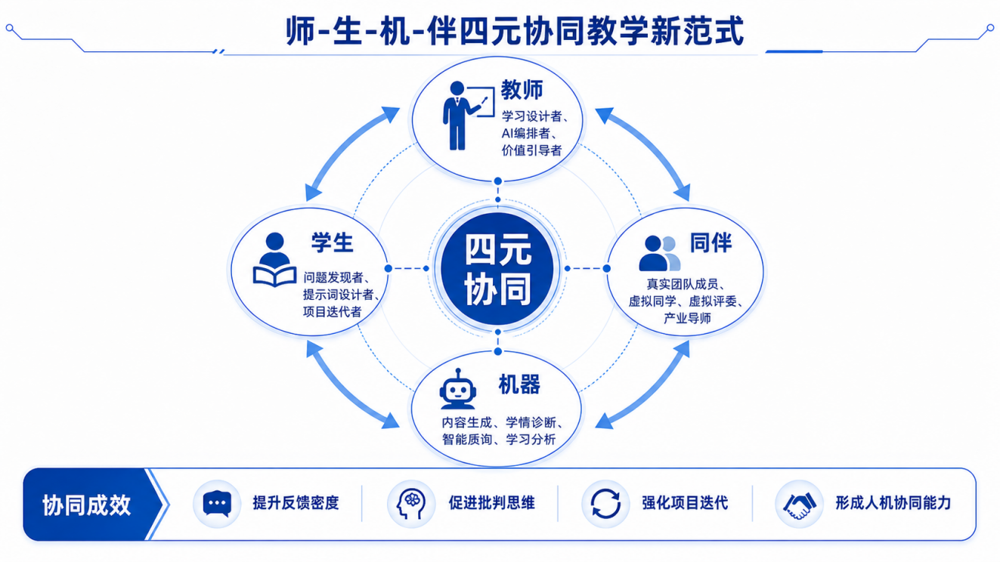 师-生-机-伴四元协同教学新范式
教师
学习设计者、
AI编排者、
价值引导者
学生
问题发现者、
提示词设计者、
项目迭代者
四元
协同
同伴
真实团队成员、
虚拟同学、虚拟评委、
产业导师
机器
内容生成、学情诊断、
智能质询、学习分析
协同成效
提升反馈密度
促进批判思维
强化项目迭代
形成人机协同能力